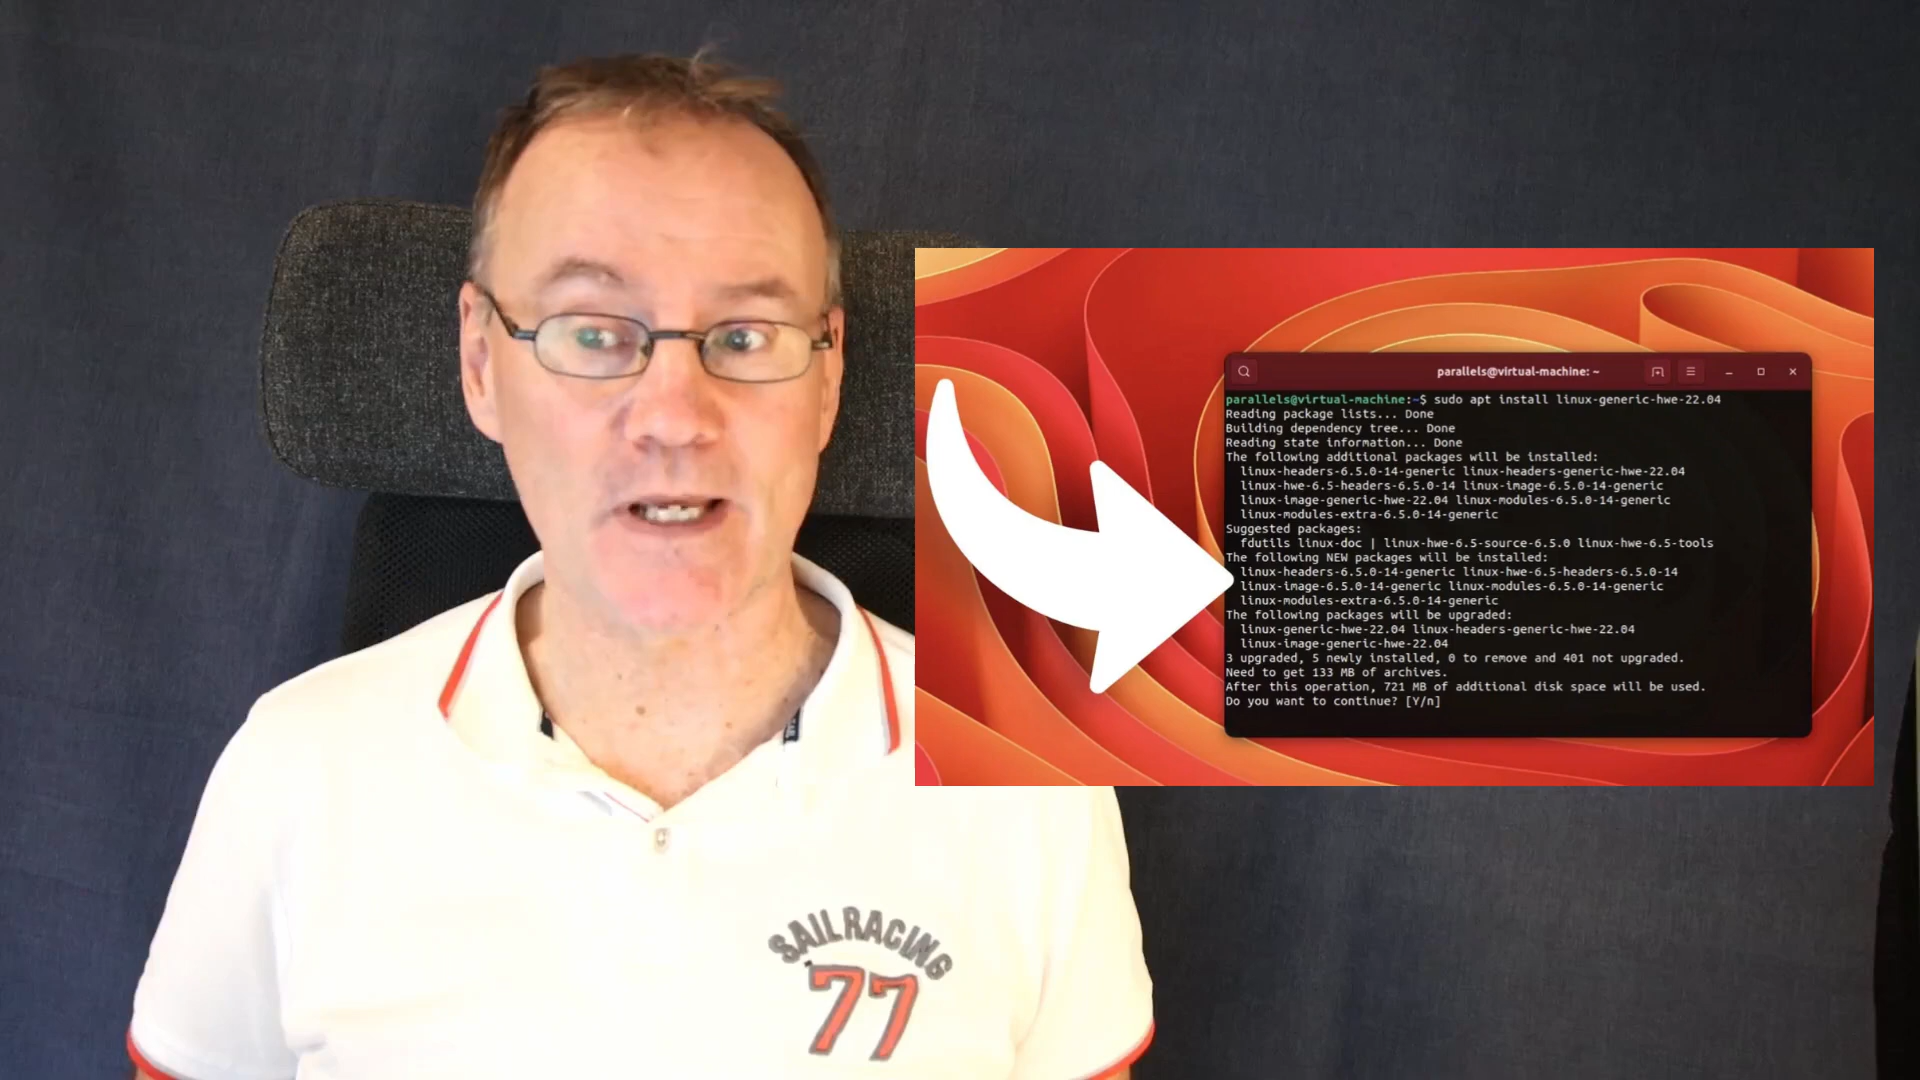 parallels@virtual-machine: ~
parallels@virtual-machine:~$ sudo apt install linux-generic-hwe-22.04
Reading package lists... Done
Building dependency tree... Done
Reading state information... Done
The following additional packages will be installed:
linux-headers-6.5.0-14-generic linux-headers-generic-hwe-22.04
linux-hwe-6.5-headers-6.5.0-14 linux-image-6.5.0-14-generic
linux-image-generic-hwe-22.04 linux-modules-6.5.0-14-generic
linux-modules-extra-6.5.0-14-generic
Suggested packages:
fdutils linux-doc | linux-hwe-6.5-source-6.5.0 linux-hwe-6.5-tools
The following NEW packages will be installed:
linux-headers-6.5.0-14-generic linux-hwe-6.5-headers-6.5.0-14
linux-image-6.5.0-14-generic linux-modules-6.5.0-14-generic
linux-modules-extra-6.5.0-14-generic
The following packages will be upgraded:
linux-generic-hwe-22.04 linux-headers-generic-hwe-22.04
linux-image-generic-hwe-22.04
3 upgraded, 5 newly installed, 0 to remove and 401 not upgraded.
Need to get 133 MB of archives.
After this operation, 721 MB of additional disk space will be used.
Do you want to continue? [Y/n]
SAIL RACING
77